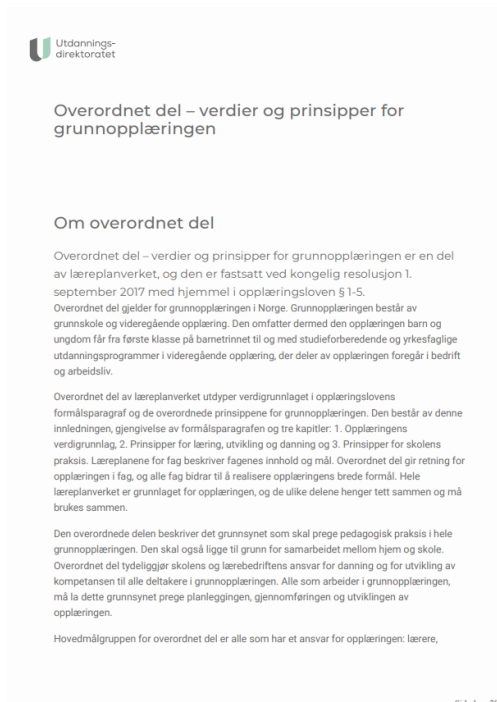 Utdannings-
direktoratet
Overordnet del – verdier og prinsipper for
grunnopplæringen
Om overordnet del
Overordnet del – verdier og prinsipper for grunnopplæringen er en del
av læreplanverket, og den er fastsatt ved kongelig resolusjon 1.
september 2017 med hjemmel i opplæringsloven § 1-5.
Overordnet del gjelder for grunnopplæringen i Norge. Grunnopplæringen består av
grunnskole og videregående opplæring. Den omfatter dermed den opplæringen barn og
ungdom får fra første klasse på barnetrinnet til og med studieforberedende og yrkesfaglige
utdanningsprogrammer i videregående opplæring, der deler av opplæringen foregår i bedrift
og arbeidsliv.
Overordnet del av læreplanverket utdyper verdigrunnlaget i opplæringslovens
formålsparagraf og de overordnede prinsippene for grunnopplæringen. Den består av denne
innledningen, gjengivelse av formålsparagrafen og tre kapitler: 1. Opplæringens
verdigrunnlag, 2. Prinsipper for læring, utvikling og danning og 3. Prinsipper for skolens
praksis. Læreplanene for fag beskriver fagenes innhold og mål. Overordnet del gir retning for
opplæringen i fag, og alle fag bidrar til å realisere opplæringens brede formål. Hele
læreplanverket er grunnlaget for opplæringen, og de ulike delene henger tett sammen og må
brukes sammen.
Den overordnede delen beskriver det grunnsynet som skal prege pedagogisk praksis i hele
grunnopplæringen. Den skal også ligge til grunn for samarbeidet mellom hjem og skole.
Overordnet del tydeliggjør skolens og lærebedriftens ansvar for danning og for utvikling av
kompetansen til alle deltakere i grunnopplæringen. Alle som arbeider i grunnopplæringen,
må la dette grunnsynet prege planleggingen, gjennomføringen og utviklingen av
opplæringen.
Hovedmålgruppen for overordnet del er alle som har et ansvar for opplæringen: lærere,